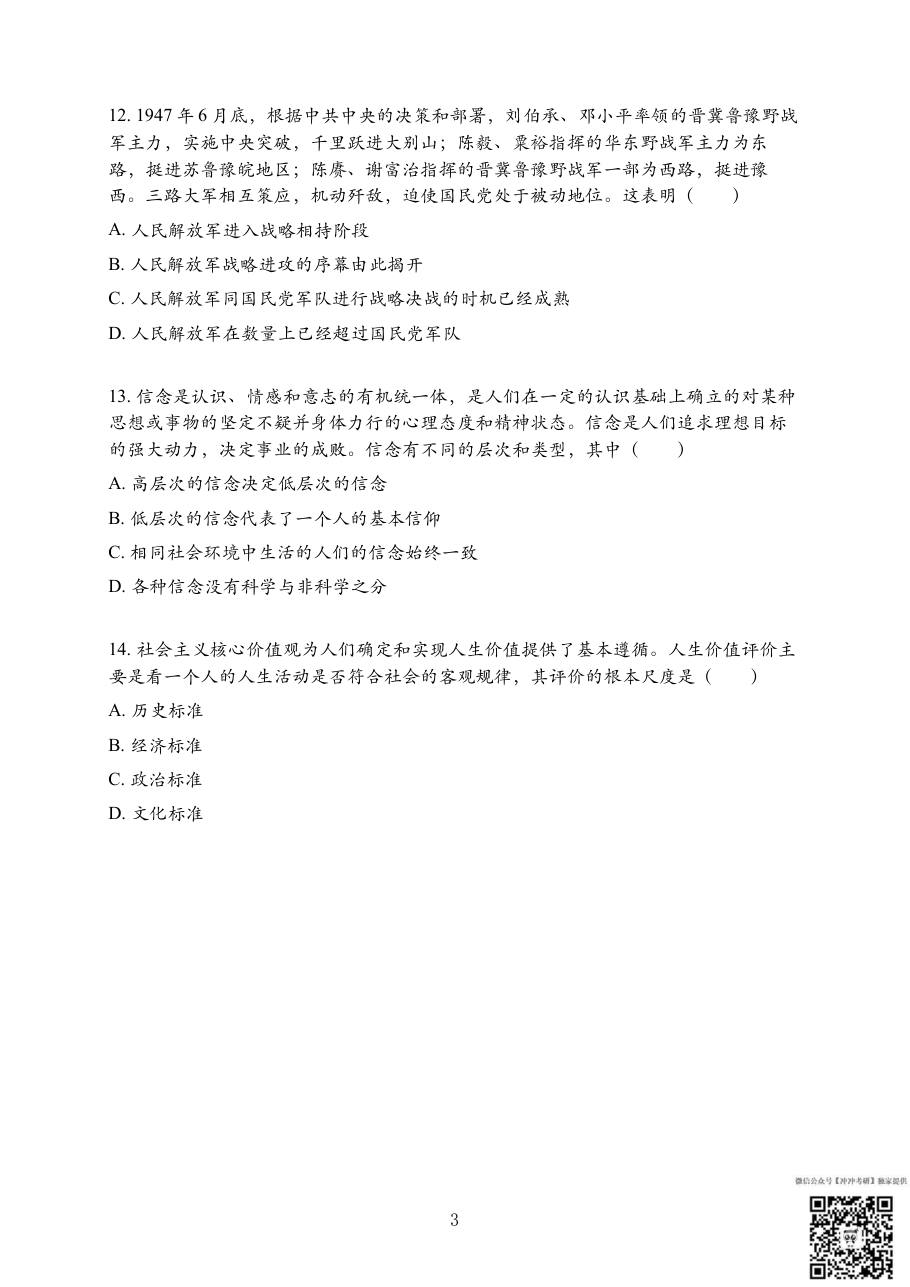 12. 1947 年 6 月底，根据中共中央的决策和部署，刘伯承、邓小平率领的晋冀鲁豫野战
军主力，实施中央突破，千里跃进大别山；陈毅、粟裕指挥的华东野战军主力为东
路，挺进苏鲁豫皖地区；陈赓、谢富治指挥的晋冀鲁豫野战军一部为西路，挺进豫
西。三路大军相互策应，机动歼敌，迫使国民党处于被动地位。这表明（　　）
A. 人民解放军进入战略相持阶段
B. 人民解放军战略进攻的序幕由此揭开
C. 人民解放军同国民党军队进行战略决战的时机已经成熟
D. 人民解放军在数量上已经超过国民党军队
13. 信念是认识、情感和意志的有机统一体，是人们在一定的认识基础上确立的对某种
思想或事物的坚定不疑并身体力行的心理态度和精神状态。信念是人们追求理想目标
的强大动力，决定事业的成败。信念有不同的层次和类型，其中（　　）
A. 高层次的信念决定低层次的信念
B. 低层次的信念代表了一个人的基本信仰
C. 相同社会环境中生活的人们的信念始终一致
D. 各种信念没有科学与非科学之分
14. 社会主义核心价值观为人们确定和实现人生价值提供了基本遵循。人生价值评价主
要是看一个人的人生活动是否符合社会的客观规律，其评价的根本尺度是（　　）
A. 历史标准
B. 经济标准
C. 政治标准
D. 文化标准
微信公众号【冲冲考研】独家提供
3